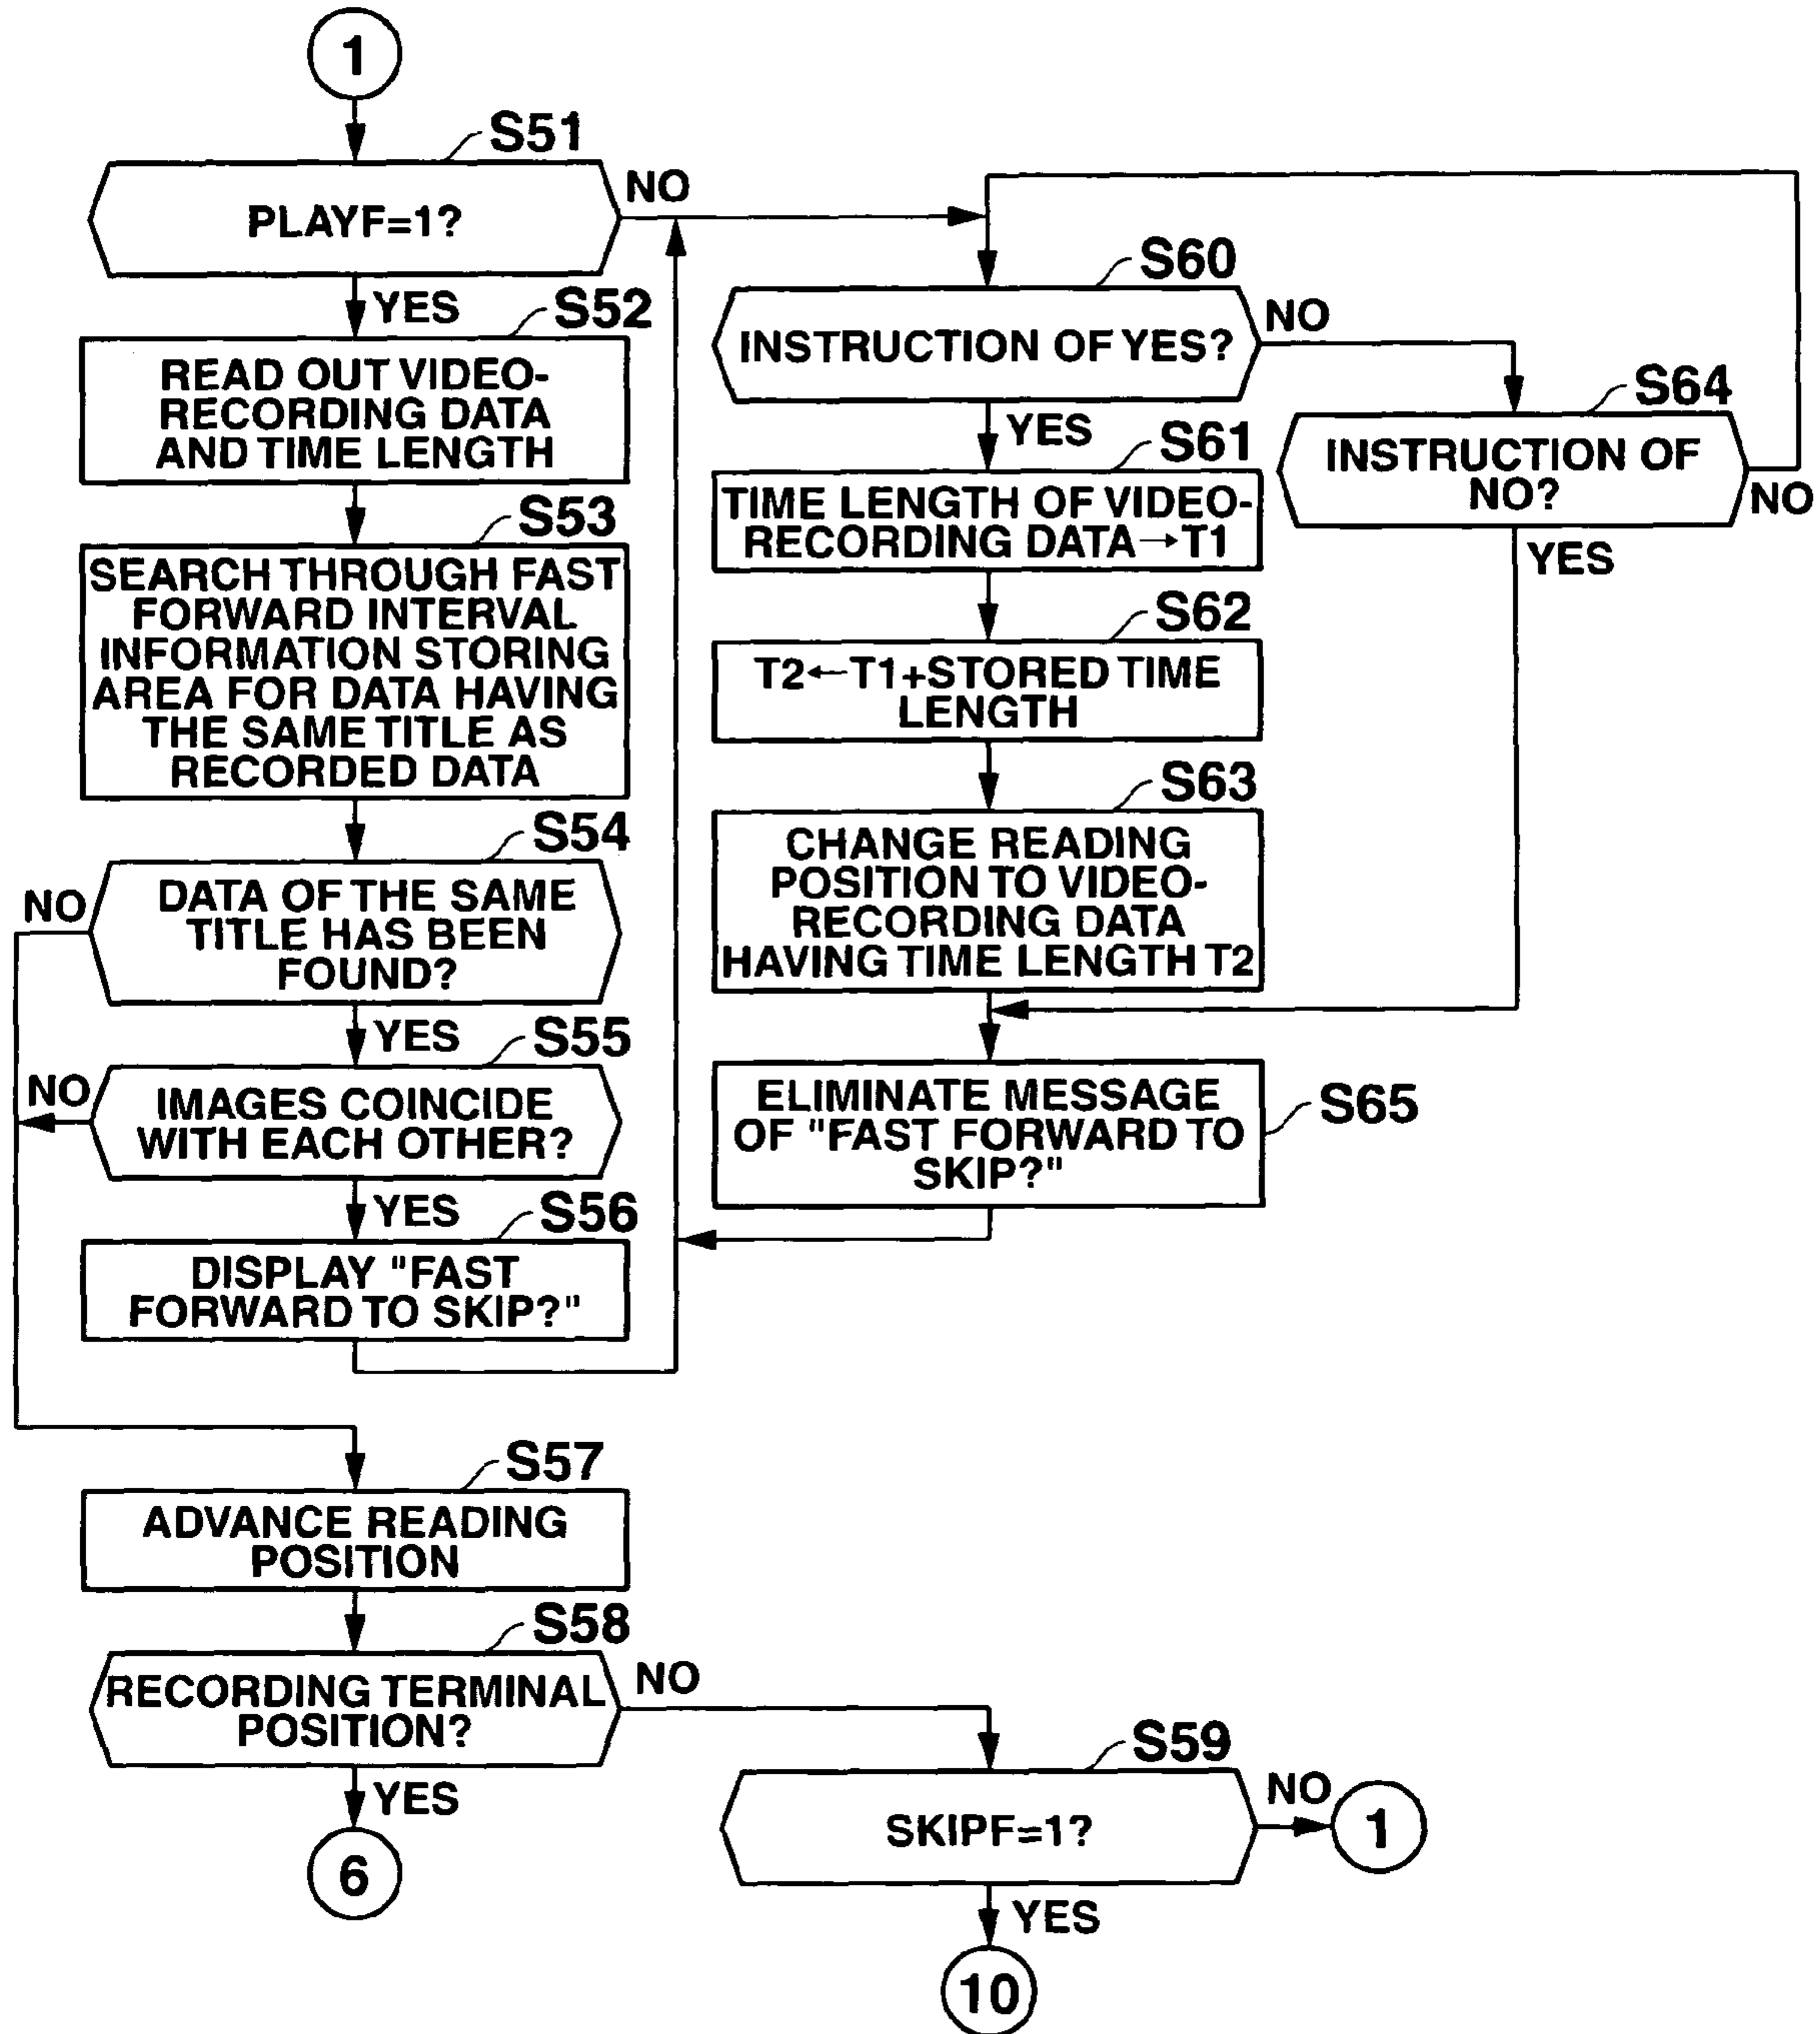 1
S51
PLAYF=1?
NO
YES
S52
READ OUT VIDEO-
RECORDING DATA
AND TIME LENGTH
S53
SEARCH THROUGH FAST
FORWARD INTERVAL
INFORMATION STORING
AREA FOR DATA HAVING
THE SAME TITLE AS
RECORDED DATA
S54
NO
DATA OF THE SAME
TITLE HAS BEEN
FOUND?
YES
S55
NO
IMAGES COINCIDE
WITH EACH OTHER?
YES
S56
DISPLAY "FAST
FORWARD TO SKIP?"
S57
ADVANCE READING
POSITION
S58
RECORDING TERMINAL
POSITION?
NO
YES
6
S59
SKIPF=1?
NO
1
YES
10
S60
INSTRUCTION OF YES?
NO
YES
S61
TIME LENGTH OF VIDEO-
RECORDING DATA→T1
S62
T2←T1+STORED TIME
LENGTH
S63
CHANGE READING
POSITION TO VIDEO-
RECORDING DATA
HAVING TIME LENGTH T2
S64
INSTRUCTION OF
NO?
NO
YES
S65
ELIMINATE MESSAGE
OF "FAST FORWARD TO
SKIP?"